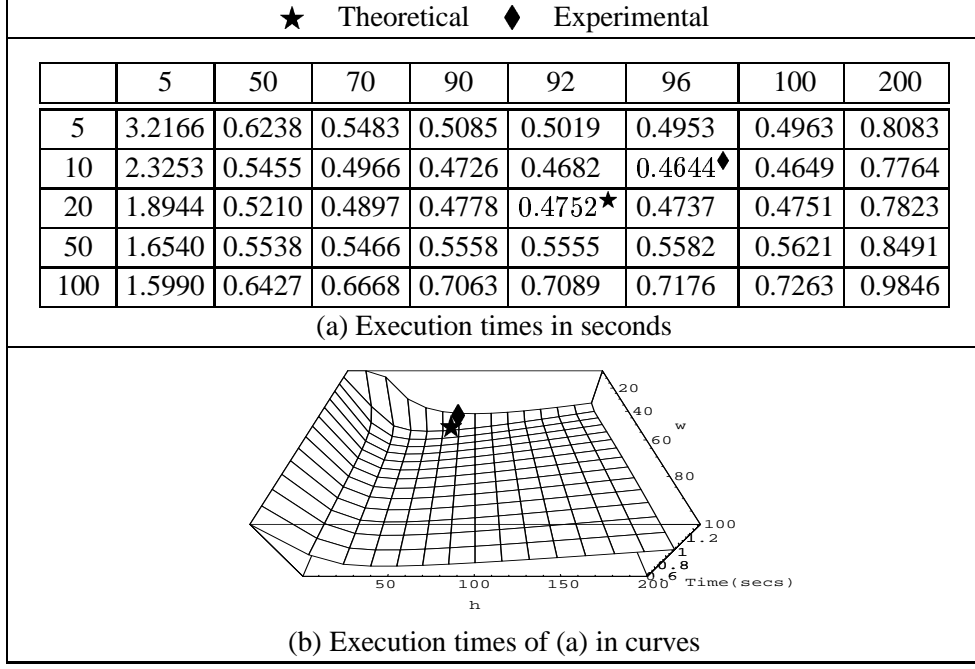 ★ Theoretical ♦ Experimental
5 50 70 90 92 96 100 200
5 3.2166 0.6238 0.5483 0.5085 0.5019 0.4953 0.4963 0.8083
10 2.3253 0.5455 0.4966 0.4726 0.4682 0.4644♦ 0.4649 0.7764
20 1.8944 0.5210 0.4897 0.4778 0.4752★ 0.4737 0.4751 0.7823
50 1.6540 0.5538 0.5466 0.5558 0.5555 0.5582 0.5621 0.8491
100 1.5990 0.6427 0.6668 0.7063 0.7089 0.7176 0.7263 0.9846
(a) Execution times in seconds
20
40
w
60
80
100
1.2
1
0.8
0.6
50 100 150 200 Time(secs)
h
(b) Execution times of (a) in curves